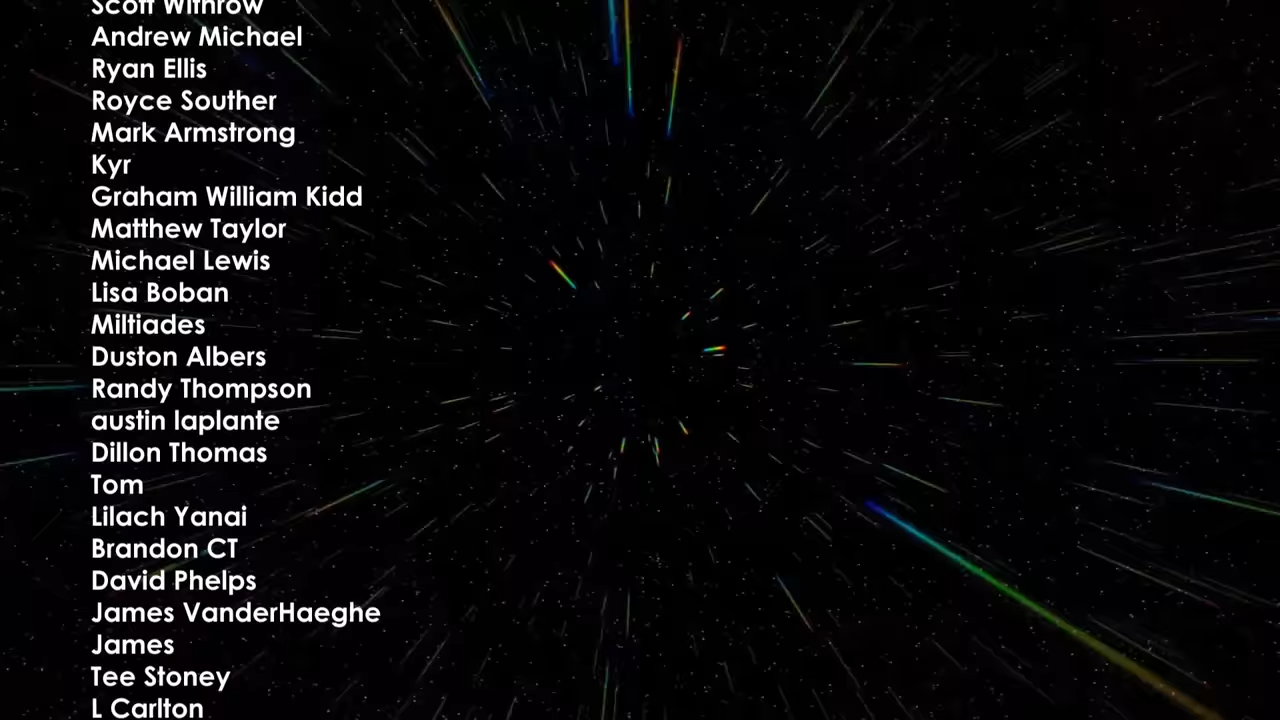 Scott Withrow
Andrew Michael
Ryan Ellis
Royce Souther
Mark Armstrong
Kyr
Graham William Kidd
Matthew Taylor
Michael Lewis
Lisa Boban
Miltiades
Duston Albers
Randy Thompson
austin laplante
Dillon Thomas
Tom
Lilach Yanai
Brandon CT
David Phelps
James VanderHaeghe
James
Tee Stoney
L Carlton